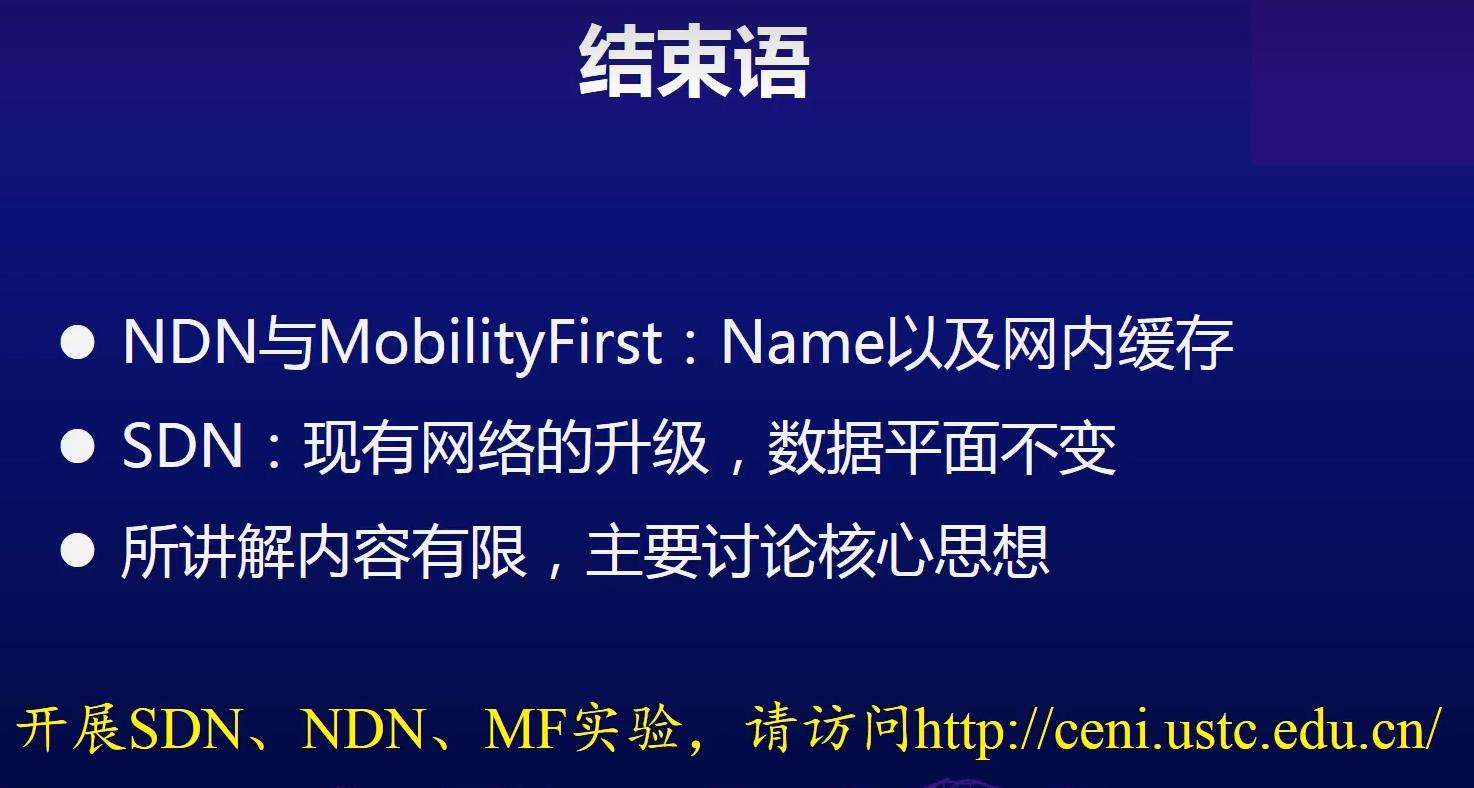 结束语
NDN与MobilityFirst：Name以及网内缓存
SDN：现有网络的升级，数据平面不变
所讲解内容有限，主要讨论核心思想
开展SDN、NDN、MF实验，请访问http://ceni.ustc.edu.cn/